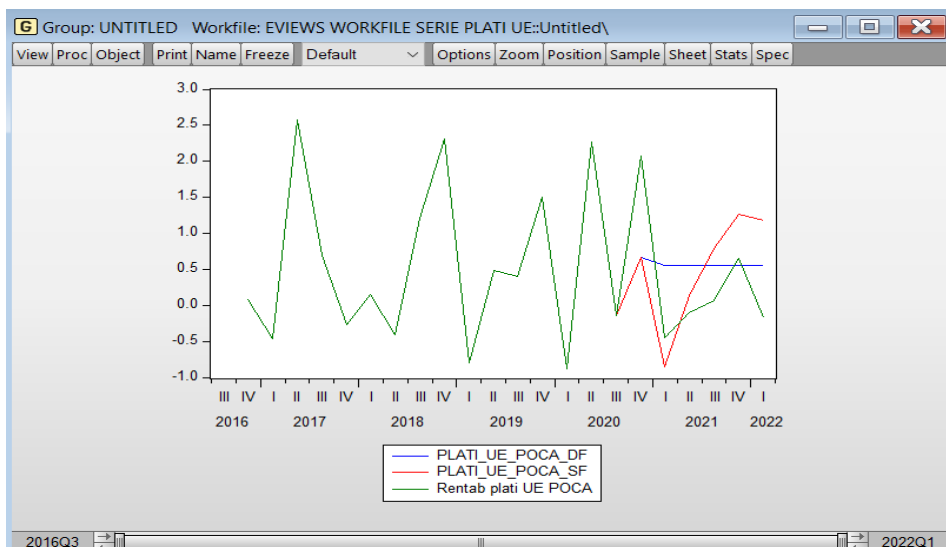 G Group: UNTITLED Workfile: EVIEWS WORKFILE SERIE PLATI UE::Untitled\
View Proc Object Print Name Freeze Default Options Zoom Position Sample Sheet Stats Spec
3.0
2.5
2.0
1.5
1.0
0.5
0.0
-0.5
-1.0
III IV I II III IV I II III IV I II III IV I II III IV I II III IV I
2016 2017 2018 2019 2020 2021 2022
PLATI_UE_POCA_DF
PLATI_UE_POCA_SF
Rentab plati UE POCA
2016Q3 2022Q1